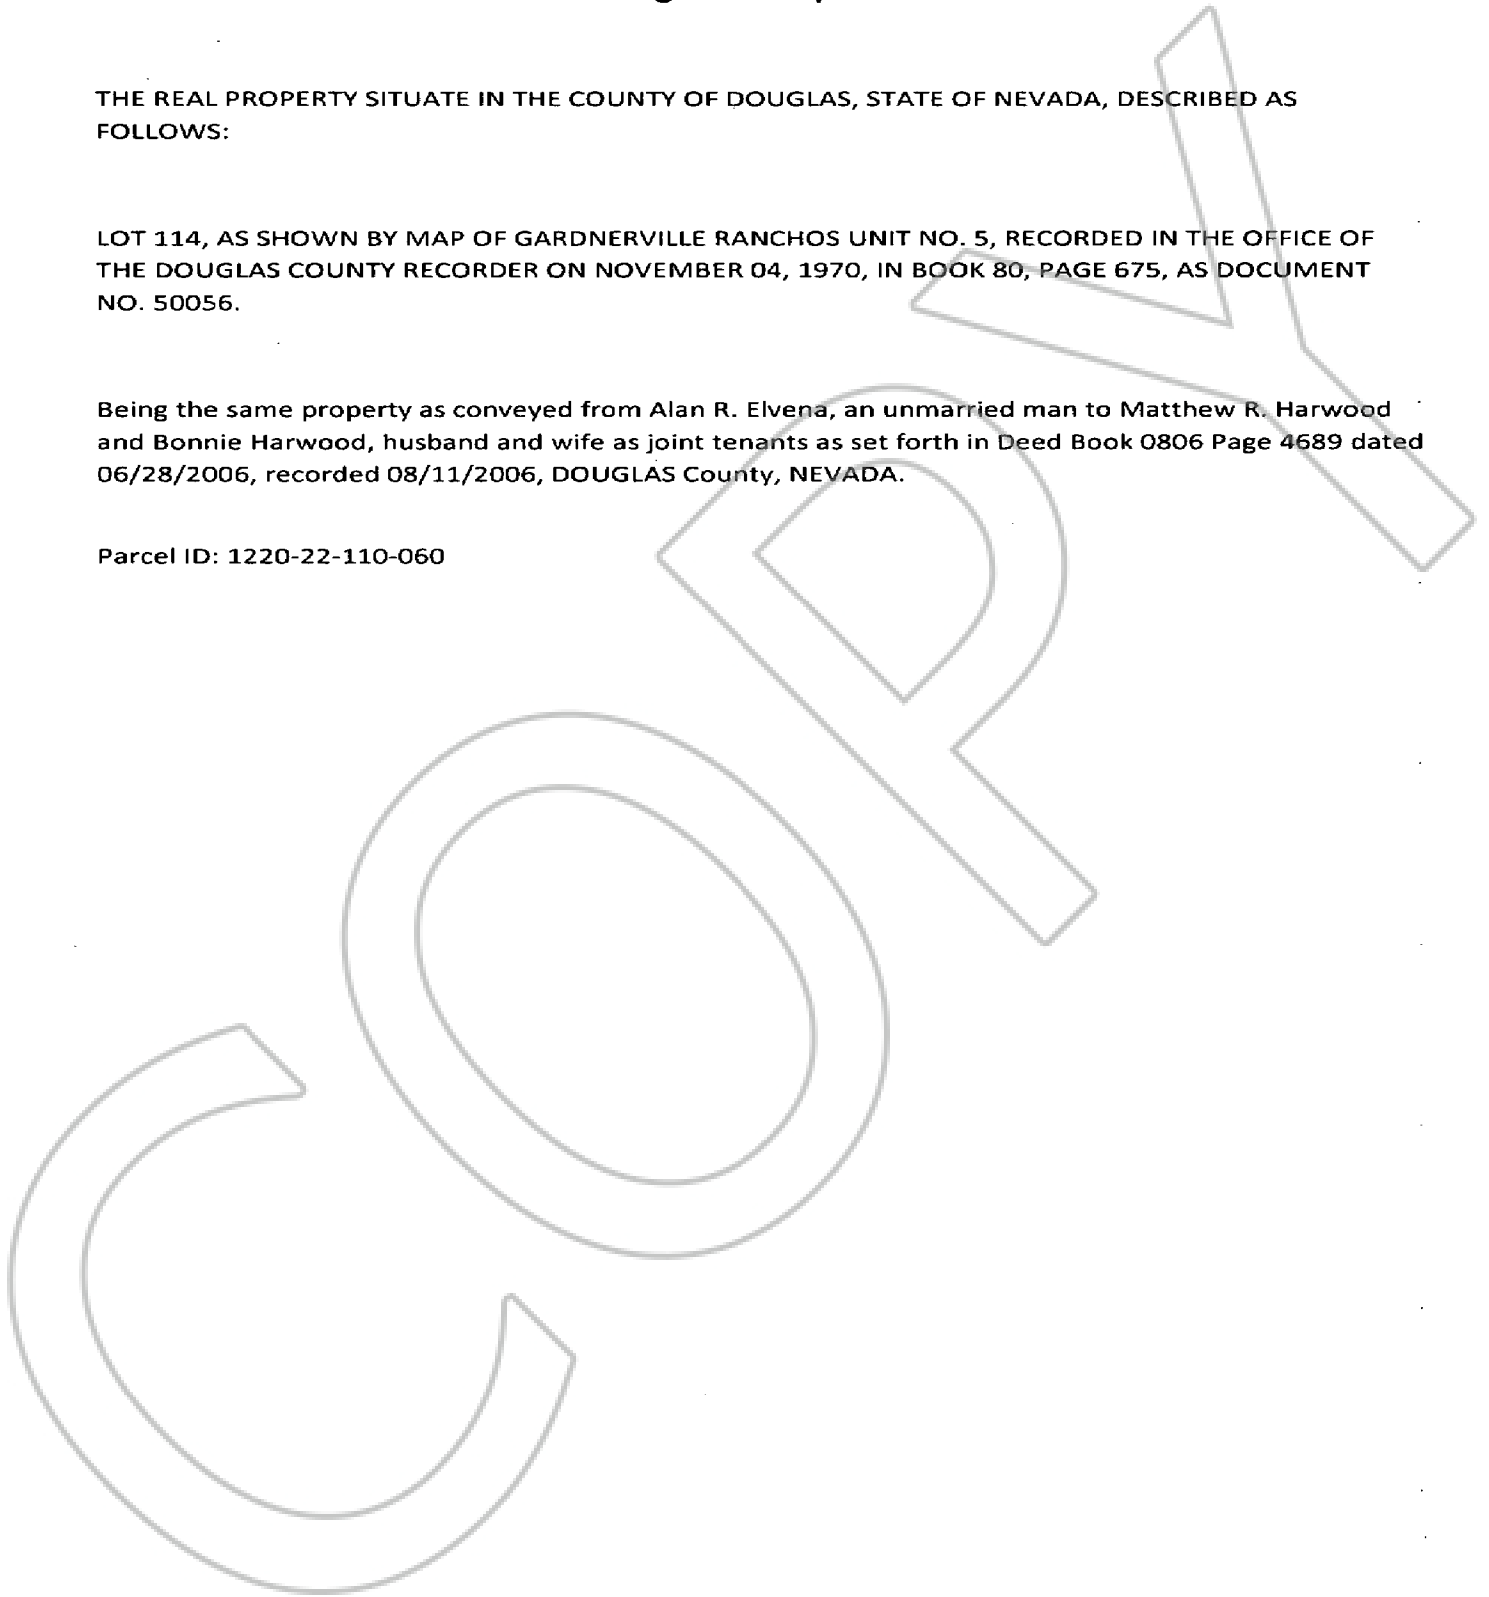 THE REAL PROPERTY SITUATE IN THE COUNTY OF DOUGLAS, STATE OF NEVADA, DESCRIBED AS
FOLLOWS:
LOT 114, AS SHOWN BY MAP OF GARDNERVILLE RANCHOS UNIT NO. 5, RECORDED IN THE OFFICE OF
THE DOUGLAS COUNTY RECORDER ON NOVEMBER 04, 1970, IN BOOK 80, PAGE 675, AS DOCUMENT
NO. 50056.
Being the same property as conveyed from Alan R. Elvena, an unmarried man to Matthew R. Harwood
and Bonnie Harwood, husband and wife as joint tenants as set forth in Deed Book 0806 Page 4689 dated
06/28/2006, recorded 08/11/2006, DOUGLAS County, NEVADA.
Parcel ID: 1220-22-110-060
COPY